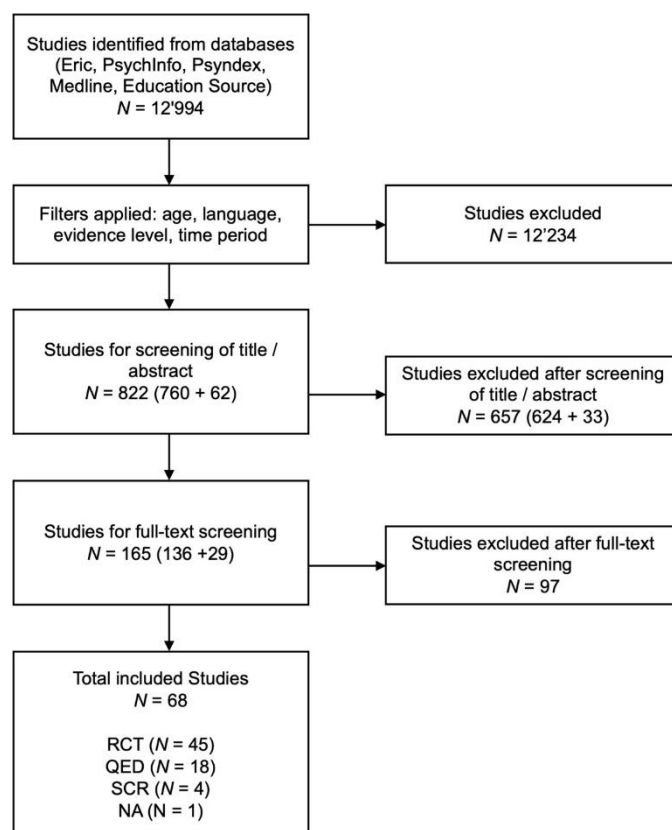 Studies identified from databases
(Eric, PsychInfo, Psyndex,
Medline, Education Source)
N = 12'994
Filters applied: age, language,
evidence level, time period
Studies excluded
N = 12’234
Studies for screening of title /
abstract
N = 822 (760 + 62)
Studies excluded after screening
of title / abstract
N = 657 (624 + 33)
Studies for full-text screening
N = 165 (136 +29)
Studies excluded after full-text
screening
N = 97
Total included Studies
N = 68
RCT (N = 45)
QED (N = 18)
SCR (N = 4)
NA (N = 1)